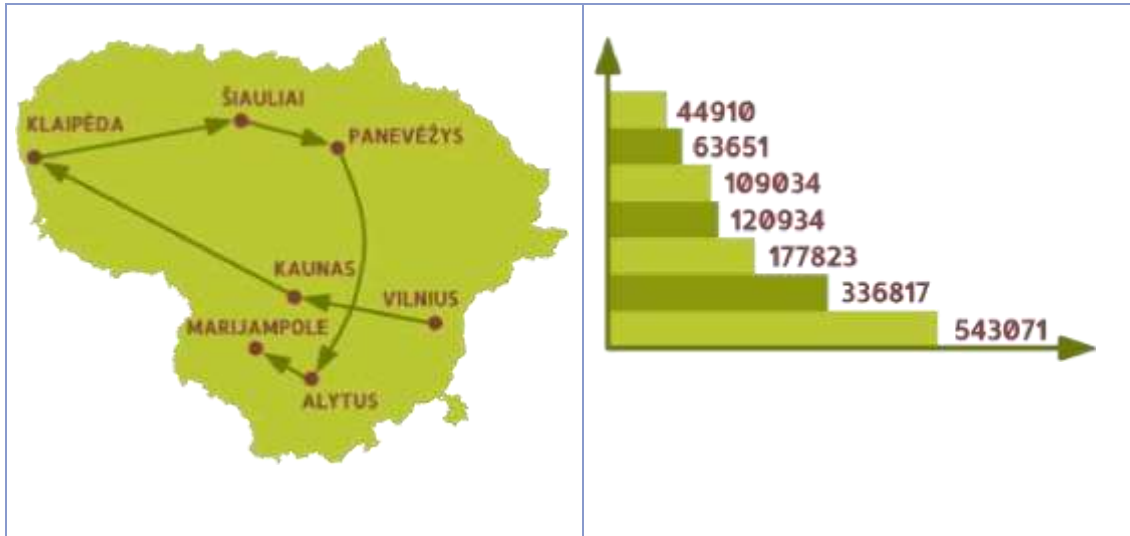 ŠIAULIAI
KLAIPĖDA
PANEVĖŽYS
KAUNAS
VILNIUS
MARIJAMPOLE
ALYTUS
44910
63651
109034
120934
177823
336817
543071